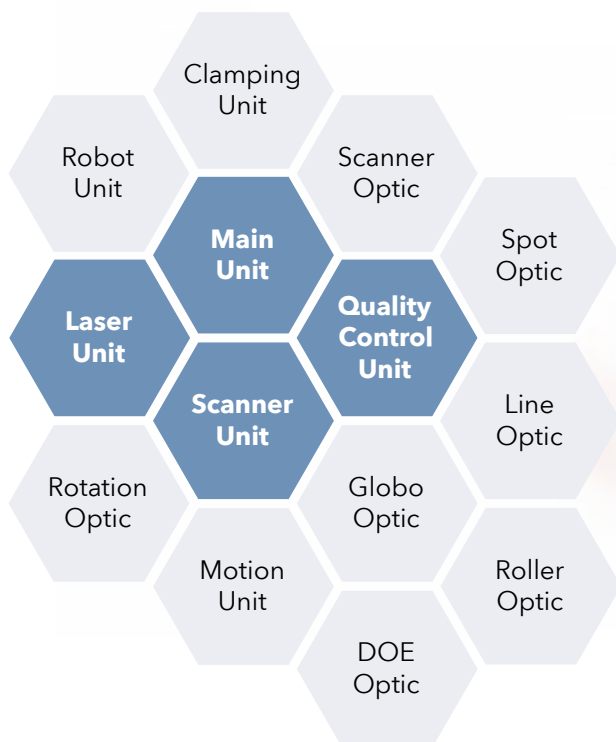 Clamping
Unit
Robot
Unit
Scanner
Optic
Main
Unit
Spot
Optic
Laser
Unit
Quality
Control
Unit
Scanner
Unit
Line
Optic
Rotation
Optic
Globo
Optic
Motion
Unit
Roller
Optic
DOE
Optic